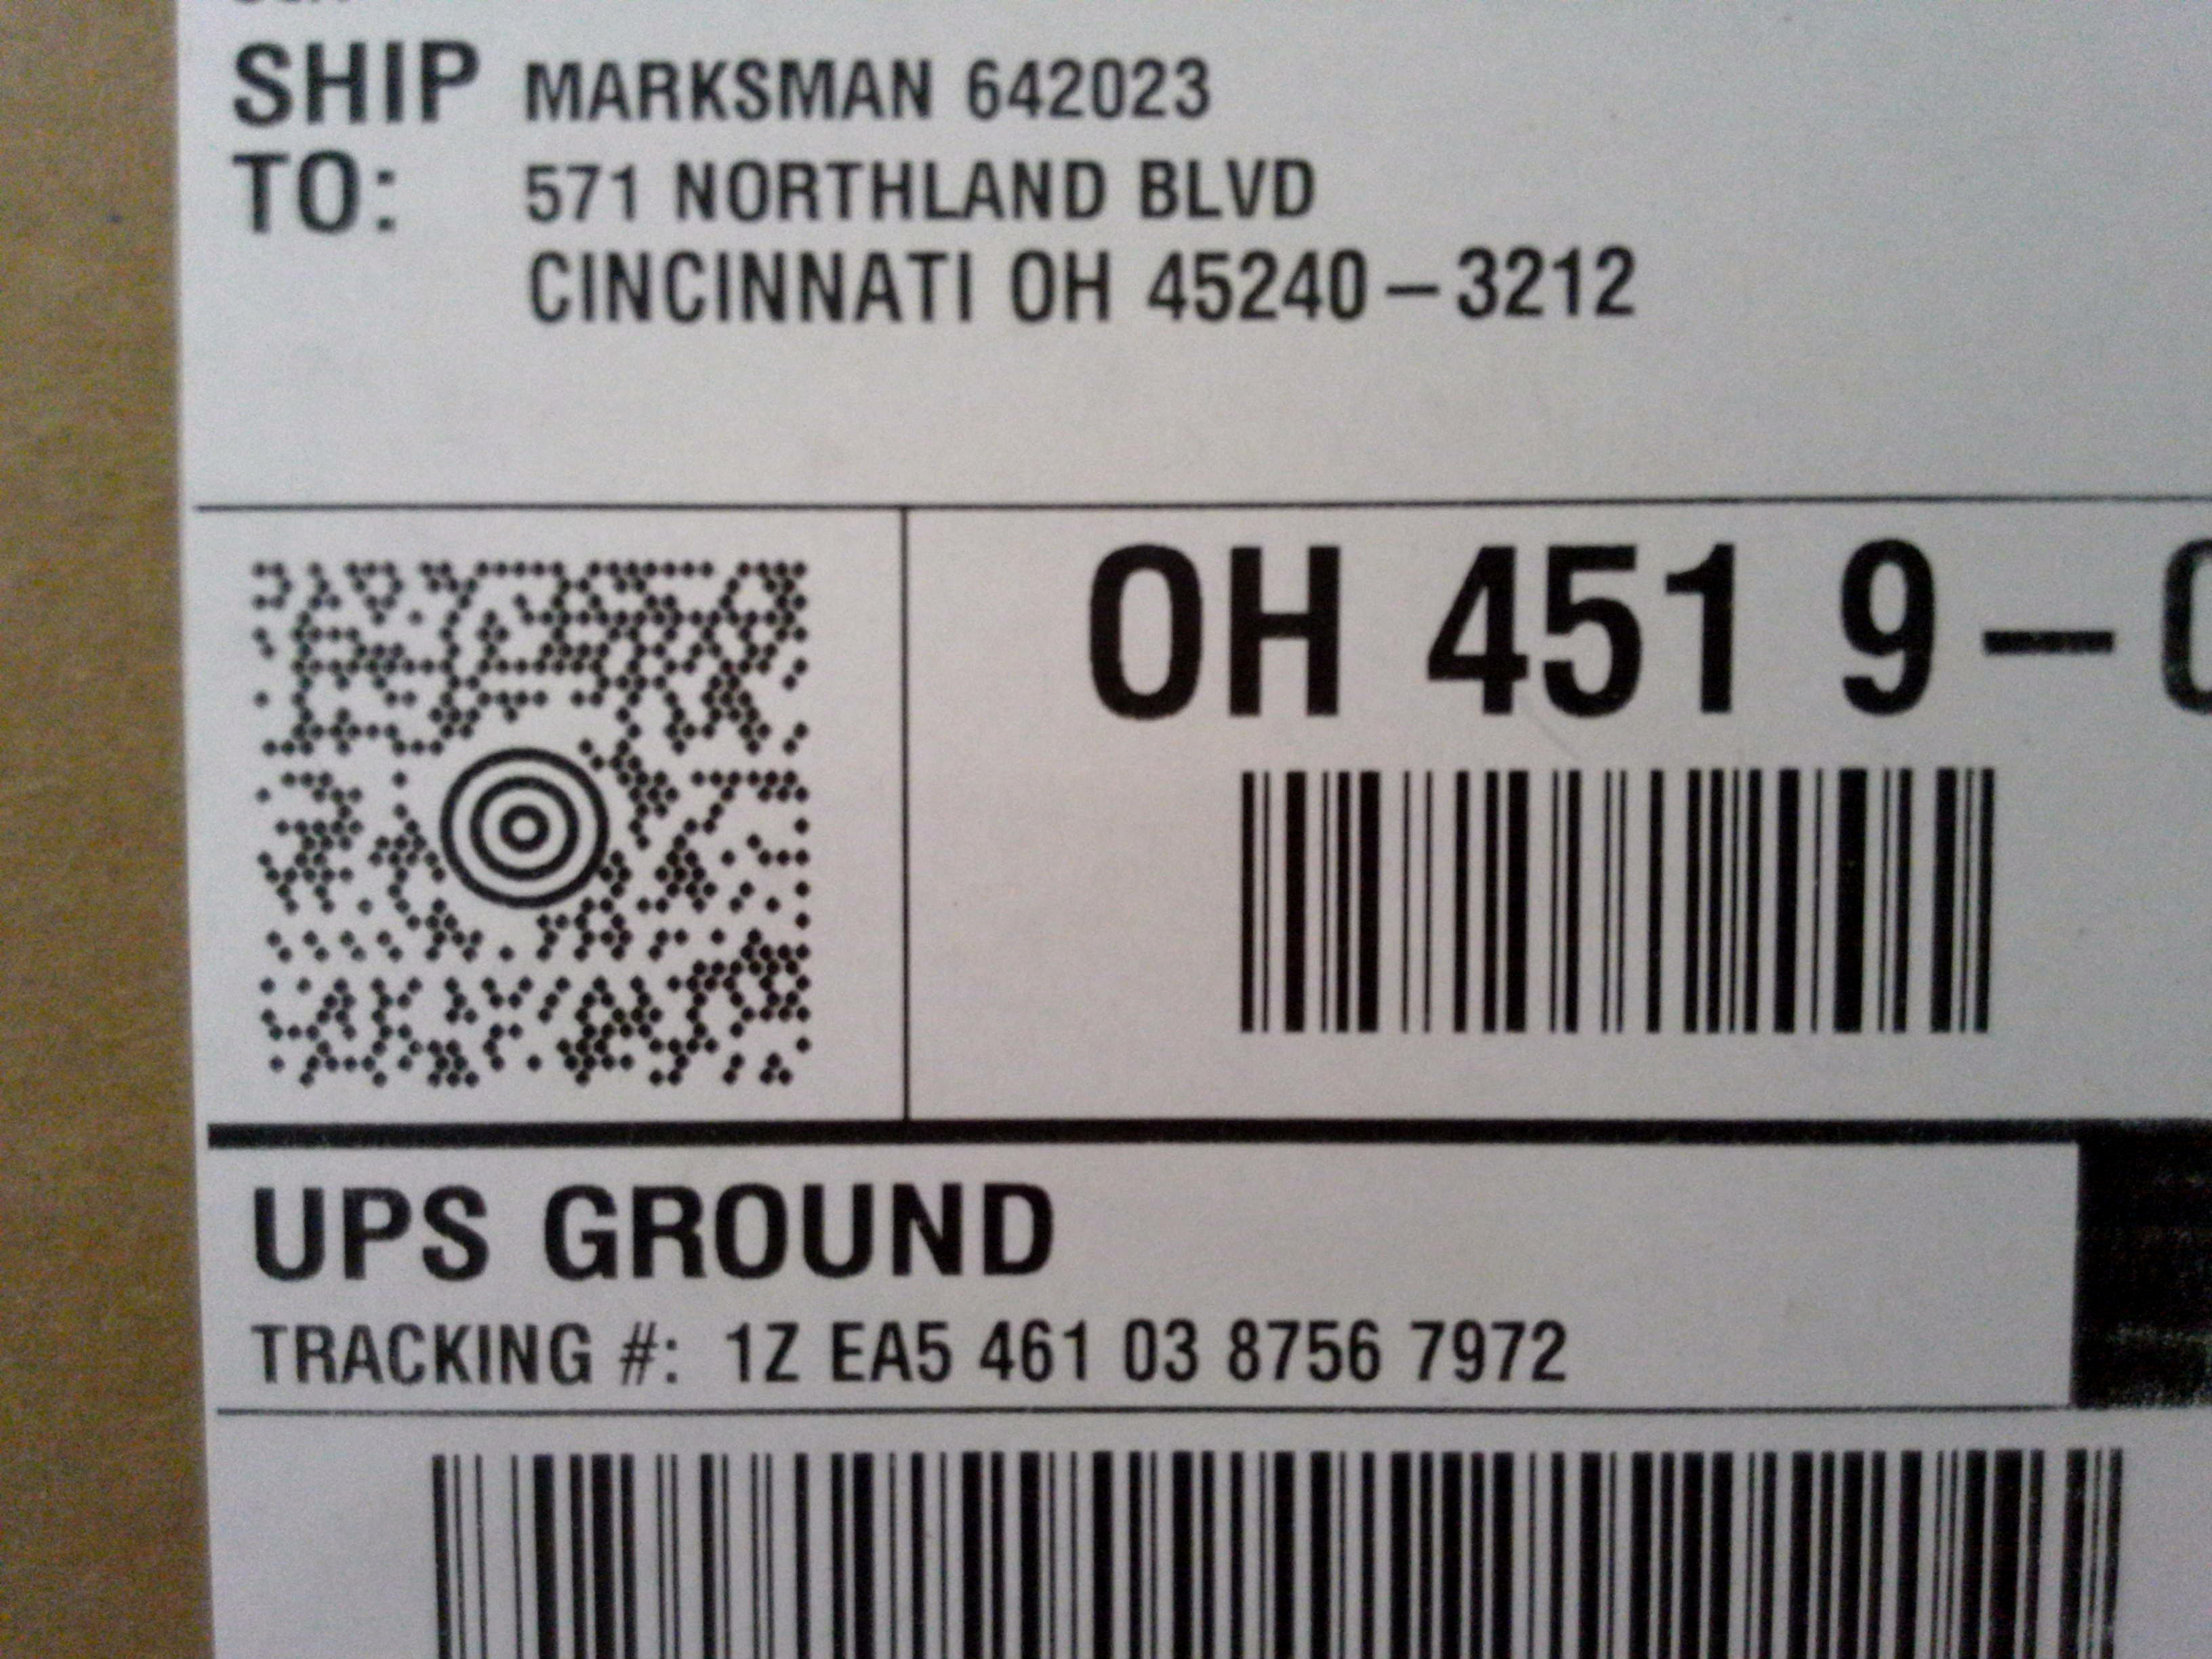 SHIP MARKSMAN 642023
TO: 571 NORTHLAND BLVD
CINCINNATI OH 45240-3212
OH 451 9-
UPS GROUND
TRACKING #: 1Z EA5 461 03 8756 7972